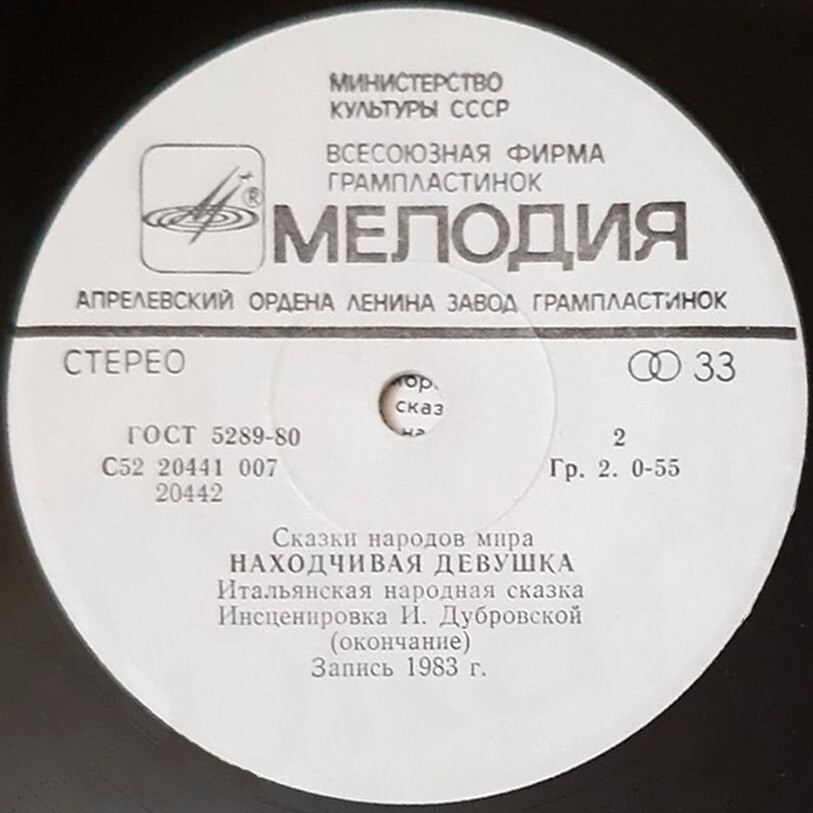 МИНИСТЕРСТВО
КУЛЬТУРЫ СССР
ВСЕСОЮЗНАЯ ФИРМА
ГРАМПЛАСТИНОК
®
МЕЛОДИЯ
АПРЕЛЕВСКИЙ ОРДЕНА ЛЕНИНА ЗАВОД ГРАМПЛАСТИНОК
СТЕРЕО 33
ГОСТ 5289-80 2
С52 20441 007 Гр. 2. 0-55
20442
сказ
Сказки народов мира
НАХОДЧИВАЯ ДЕВУШКА
Итальянская народная сказка
Инсценировка И. Дубровской
(окончание)
Запись 1983 г.